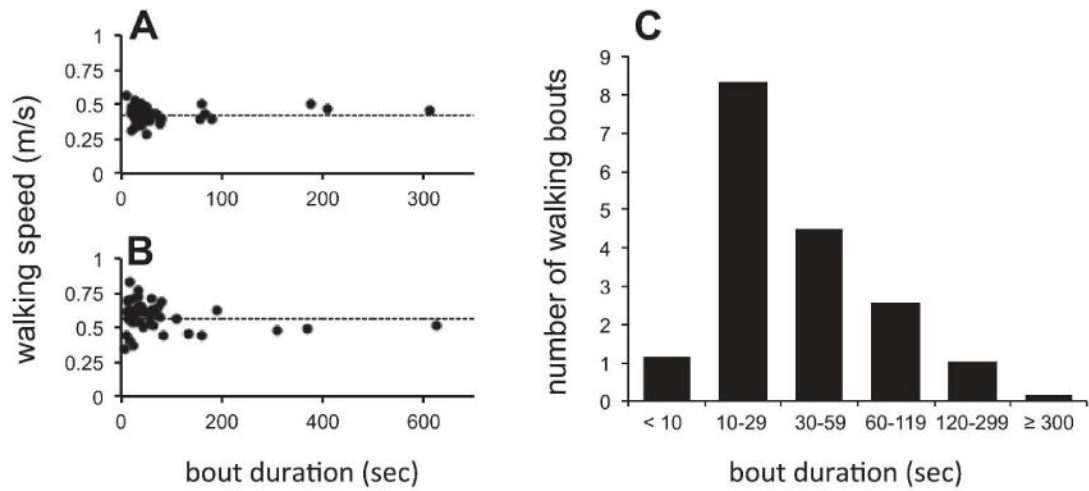 A
walking speed (m/s)
1
0.75
0.5
0.25
0
0 100 200 300
B
1
0.75
0.5
0.25
0
0 200 400 600
bout duration (sec)
C
number of walking bouts
9
8
7
6
5
4
3
2
1
0
< 10 10-29 30-59 60-119 120-299 ≥ 300
bout duration (sec)